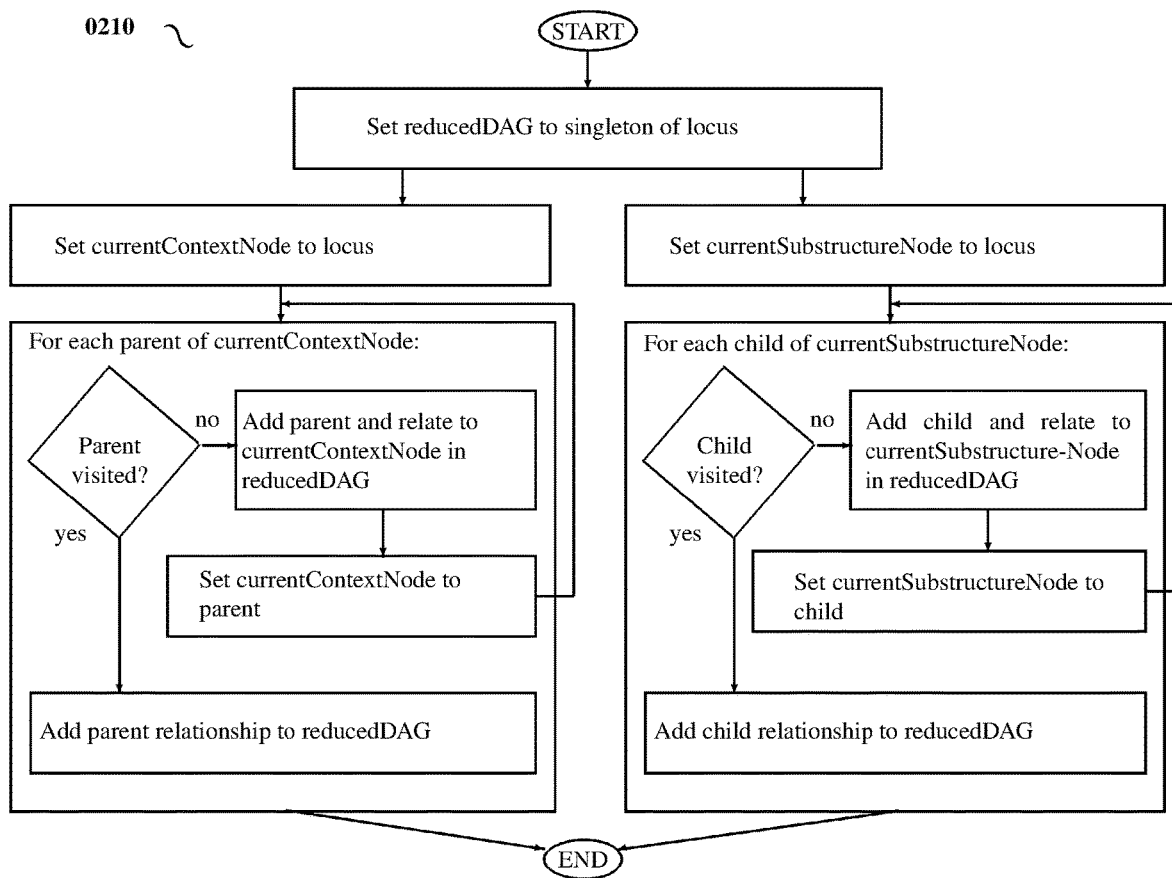 0210
START
Set reducedDAG to singleton of locus
Set currentContextNode to locus
For each parent of currentContextNode:
Parent
visited?
no
Add parent and relate to
currentContextNode in
reducedDAG
yes
Set currentContextNode to
parent
Add parent relationship to reducedDAG
Set currentSubstructureNode to locus
For each child of currentSubstructureNode:
Child
visited?
no
Add child and relate to
currentSubstructure-Node
in reducedDAG
yes
Set currentSubstructureNode to
child
Add child relationship to reducedDAG
END